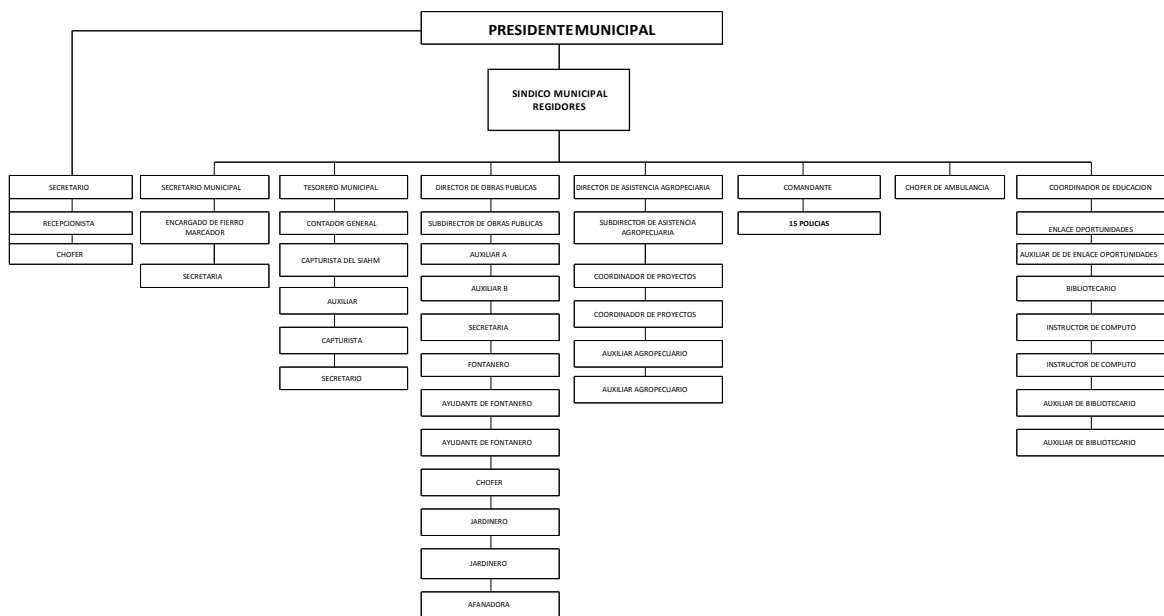 PRESIDENTE MUNICIPAL
SINDICO MUNICIPAL
REGIDORES
SECRETARIO
RECEPCIONISTA
CHOFER
SECRETARIO MUNICIPAL
ENCARGADO DE FIERRO
MARCADOR
SECRETARIA
TESORERO MUNICIPAL
CONTADOR GENERAL
CAPTURISTA DEL SIAHM
AUXILIAR
CAPTURISTA
SECRETARIO
DIRECTOR DE OBRAS PUBLICAS
SUBDIRECTOR DE OBRAS PUBLICAS
AUXILIAR A
AUXILIAR B
SECRETARIA
FONTANERO
AYUDANTE DE FONTANERO
AYUDANTE DE FONTANERO
CHOFER
JARDINERO
JARDINERO
AFANADORA
DIRECTOR DE ASISTENCIA AGROPECIARIA
SUBDIRECTOR DE ASISTENCIA
AGROPECUARIA
COORDINADOR DE PROYECTOS
COORDINADOR DE PROYECTOS
AUXILIAR AGROPECUARIO
AUXILIAR AGROPECUARIO
COMANDANTE
15 POLICIAS
CHOFER DE AMBULANCIA
COORDINADOR DE EDUCACION
ENLACE OPORTUNIDADES
AUXILIAR DE DE ENLACE OPORTUNIDADES
BIBLIOTECARIO
INSTRUCTOR DE COMPUTO
INSTRUCTOR DE COMPUTO
AUXILIAR DE BIBLIOTECARIO
AUXILIAR DE BIBLIOTECARIO